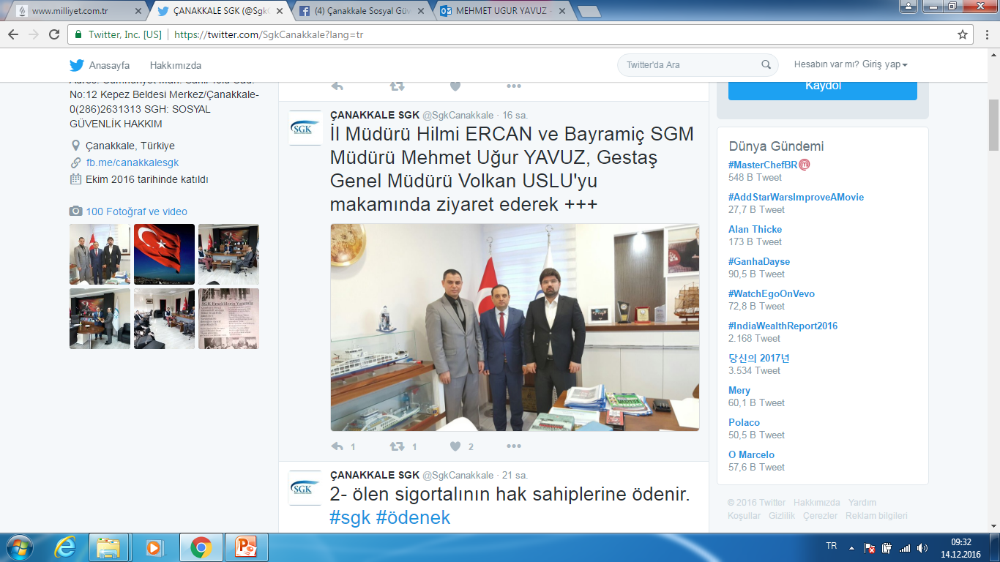 www.milliyet.com.tr
ÇANAKKALE SGK (@SgkC
(4) Çanakkale Sosyal Güv
MEHMET UGUR YAVUZ -
Twitter, Inc. [US]
https://twitter.com/SgkCanakkale?lang=tr
Anasayfa
Hakkımızda
Twitter'da Ara
Hesabın var mı? Giriş yap
No:12 Kepez Beldesi Merkez/Çanakkale-
0(286)2631313 SGH: SOSYAL
GÜVENLİK HAKKIM
Çanakkale, Türkiye
fb.me/canakkalesgk
Ekim 2016 tarihinde katıldı
100 Fotoğraf ve video
SGK Emeklilerin Yanında
SGK
ÇANAKKALE SGK @SgkCanakkale · 16 sa.
İl Müdürü Hilmi ERCAN ve Bayramiç SGM
Müdürü Mehmet Uğur YAVUZ, Gestaş
Genel Müdürü Volkan USLU'yu
makamında ziyaret ederek +++
1
1
2
SGK
ÇANAKKALE SGK @SgkCanakkale · 21 sa.
2- ölen sigortalının hak sahiplerine ödenir.
#sgk #ödenek
Kaydol
Dünya Gündemi
#MasterChefBR
548 B Tweet
#AddStarWarsImproveAMovie
27,7 B Tweet
Alan Thicke
173 B Tweet
#GanhaDayse
90,5 B Tweet
#WatchEgoOnVevo
72,8 B Tweet
#IndiaWealthReport2016
2.168 Tweet
당신의 2017년
3.534 Tweet
Mery
60,1 B Tweet
Polaco
50,5 B Tweet
O Marcelo
57,6 B Tweet
© 2016 Twitter Hakkımızda Yardım
Koşullar Gizlilik Çerezler Reklam bilgileri
TR
09:32
14.12.2016